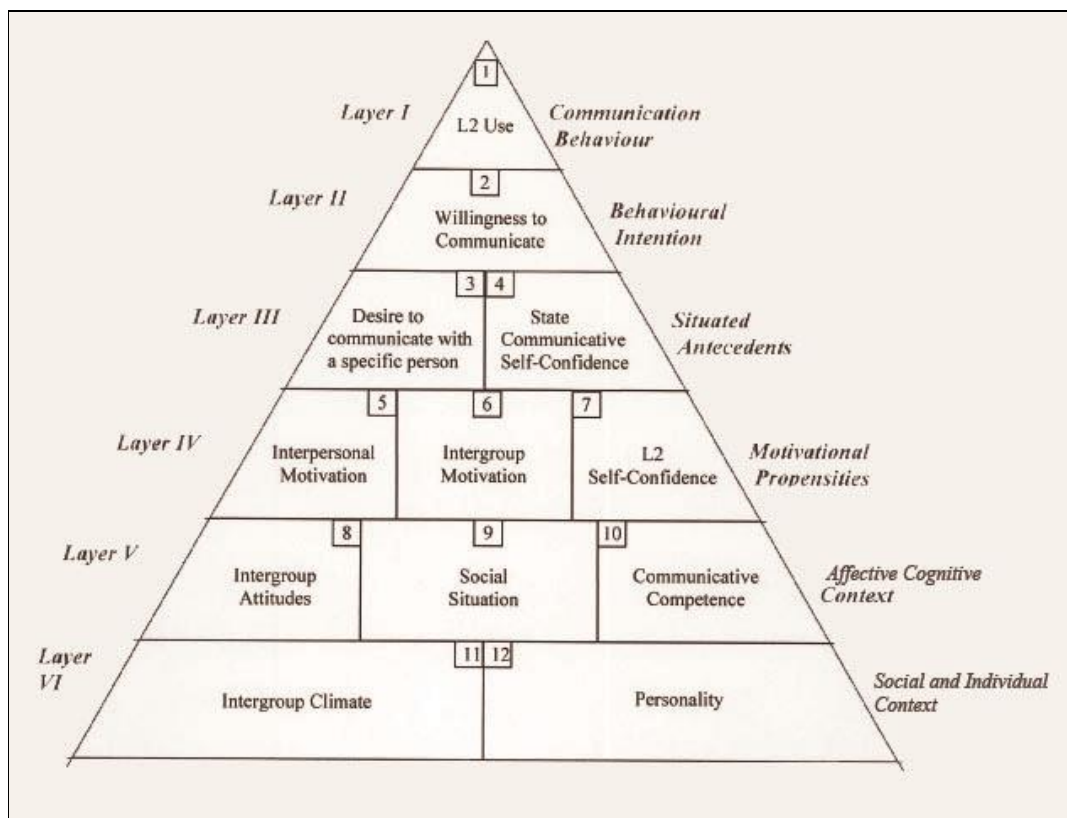 1
Layer I
L2 Use
Communication
Behaviour
2
Layer II
Willingness to
Communicate
Behavioural
Intention
3 4
Layer III
Desire to
communicate with
a specific person
State
Communicative
Self-Confidence
Situated
Antecedents
5 6 7
Layer IV
Interpersonal
Motivation
Intergroup
Motivation
L2
Self-Confidence
Motivational
Propensities
8 9 10
Layer V
Intergroup
Attitudes
Social
Situation
Communicative
Competence
Affective Cognitive
Context
11 12
Layer
VI
Intergroup Climate
Personality
Social and Individual
Context